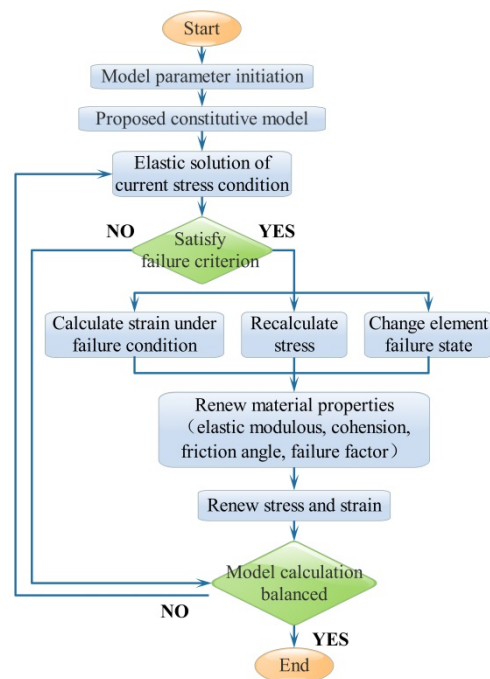 Start
Model parameter initiation
Proposed constitutive model
Elastic solution of
current stress condition
NO
YES
Satisfy
failure criterion
Calculate strain under
failure condition
Recalculate
stress
Change element
failure state
Renew material properties
（elastic modulous, cohension,
friction angle, failure factor）
Renew stress and strain
Model calculation
balanced
NO
YES
End